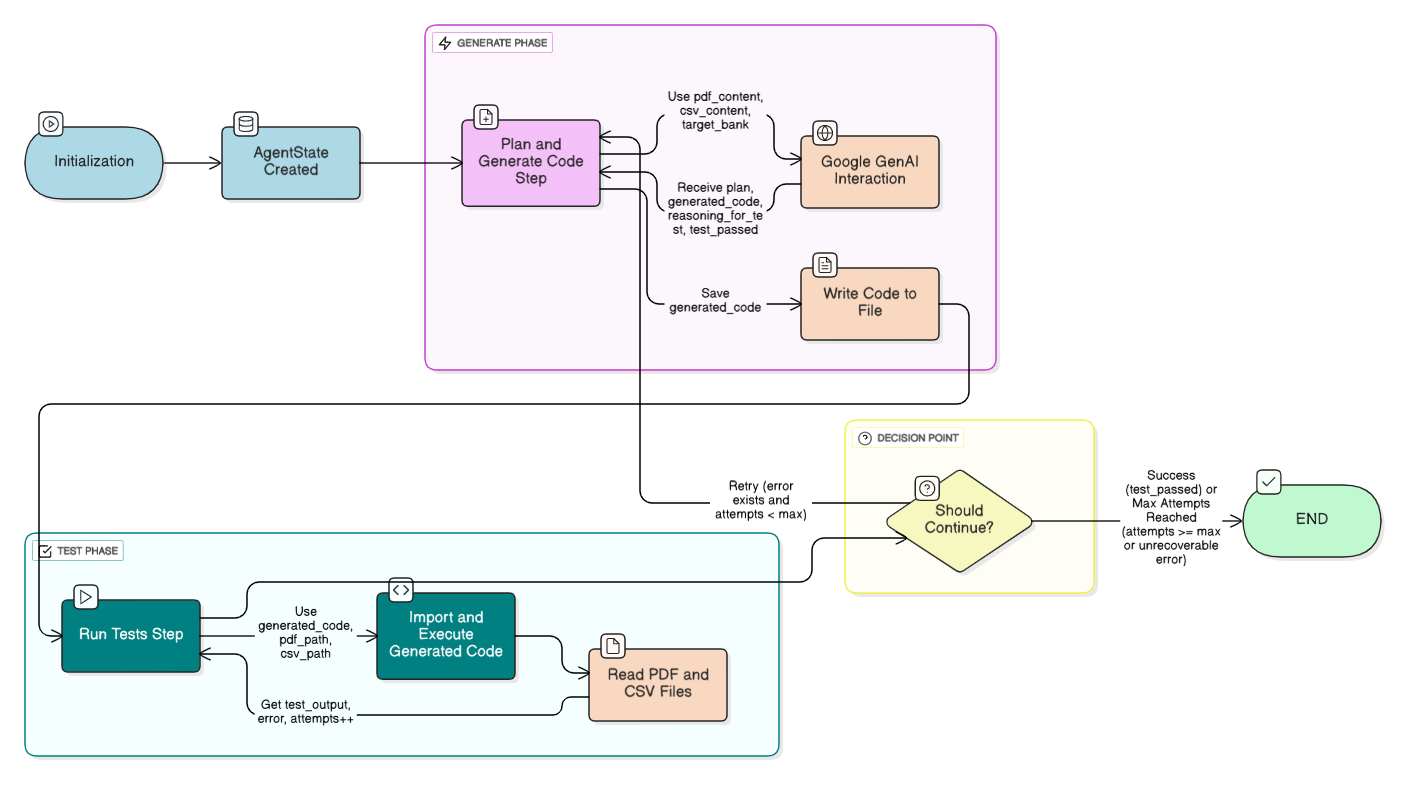 GENERATE PHASE
Initialization
AgentState
Created
Plan and
Generate Code
Step
Use pdf_content,
csv_content,
target_bank
Google GenAI
Interaction
Receive plan,
generated_code,
reasoning_for_te
st, test_passed
Save
generated_code
Write Code to
File
DECISION POINT
Should
Continue?
Retry (error
exists and
attempts < max)
Success
(test_passed) or
Max Attempts
Reached
(attempts >= max
or unrecoverable
error)
END
TEST PHASE
Run Tests Step
Use
generated_code,
pdf_path,
csv_path
Import and
Execute
Generated Code
Read PDF and
CSV Files
Get test_output,
error, attempts++